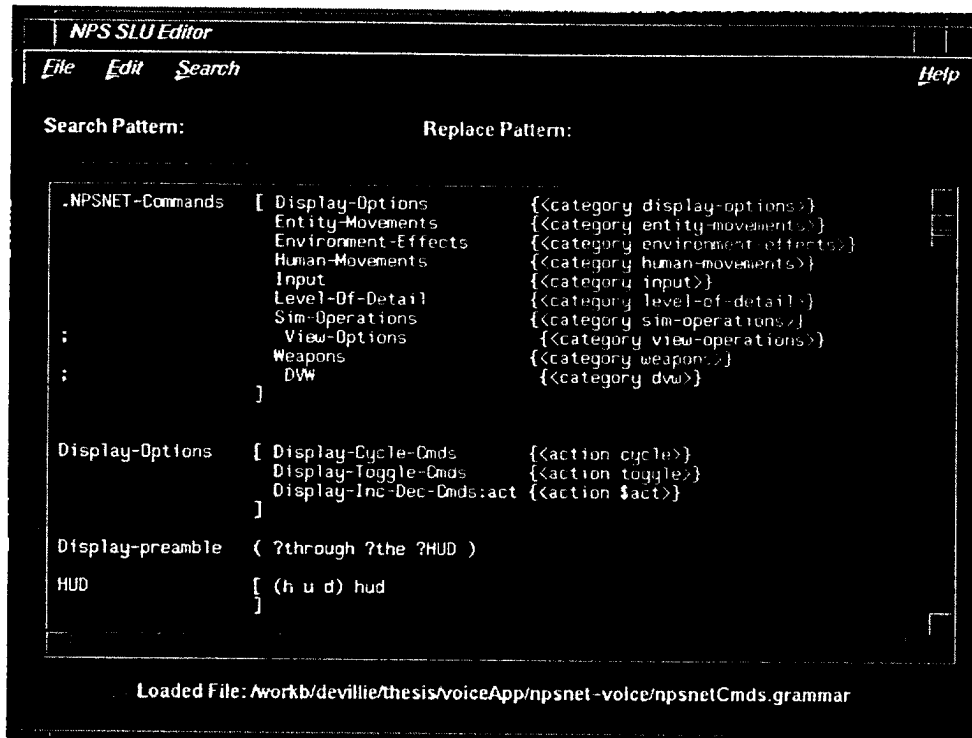 NPS SLU Editor
File Edit Search Help
Search Pattern: Replace Pattern:
.NPSNET-Commands [ Display-Options {<category display-options>}
Entity-Movements {<category entity-movements>}
Environment-Effects {<category environment-effects>}
Human-Movements {<category human-movements>}
Input {<category input>}
Level-Of-Detail {<category level-of-detail>}
Sim-Operations {<category sim-operations>}
; View-Options {<category view-operations>}
Weapons {<category weapons>}
; DVW {<category dvw>}
]
Display-Options [ Display-Cycle-Cmds {<action cycle>}
Display-Toggle-Cmds {<action toggle>}
Display-Inc-Dec-Cmds:act {<action $act>}
]
Display-preamble ( ?through ?the ?HUD )
HUD [ (h u d) hud
]
Loaded File: /workb/devillie/thesis/voiceApp/npsnet-voice/npsnetCmds.grammar